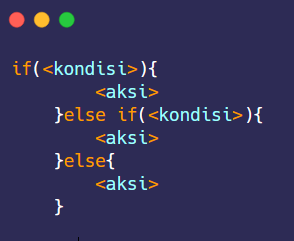 if(<kondisi>){
<aksi>
}else if(<kondisi>){
<aksi>
}else{
<aksi>
}